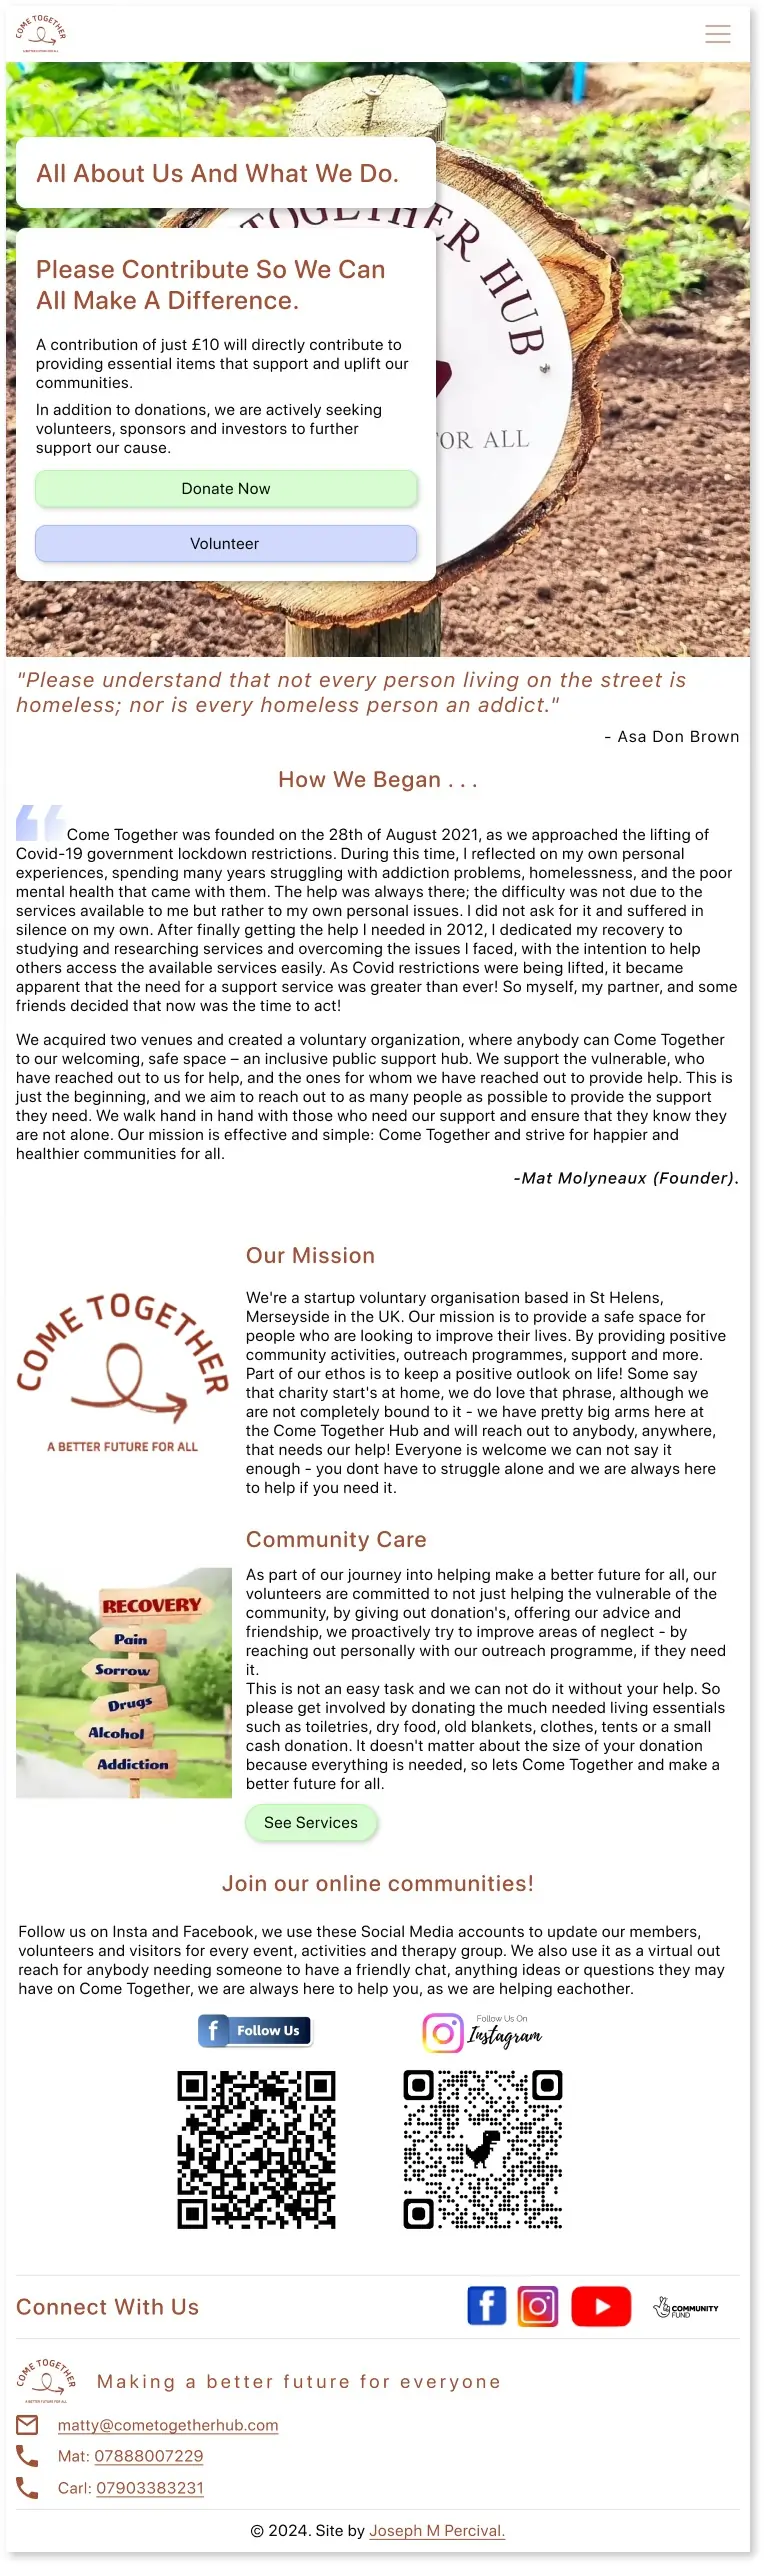 COME TOGETHER
A BETTER FUTURE FOR ALL
All About Us And What We Do.
TOGETHER HUB
FOR ALL
Please Contribute So We Can
All Make A Difference.
A contribution of just £10 will directly contribute to
providing essential items that support and uplift our
communities.
In addition to donations, we are actively seeking
volunteers, sponsors and investors to further
support our cause.
Donate Now
Volunteer
"Please understand that not every person living on the street is
homeless; nor is every homeless person an addict."
- Asa Don Brown
How We Began . . .
Come Together was founded on the 28th of August 2021, as we approached the lifting of
Covid-19 government lockdown restrictions. During this time, I reflected on my own personal
experiences, spending many years struggling with addiction problems, homelessness, and the poor
mental health that came with them. The help was always there; the difficulty was not due to the
services available to me but rather to my own personal issues. I did not ask for it and suffered in
silence on my own. After finally getting the help I needed in 2012, I dedicated my recovery to
studying and researching services and overcoming the issues I faced, with the intention to help
others access the available services easily. As Covid restrictions were being lifted, it became
apparent that the need for a support service was greater than ever! So myself, my partner, and some
friends decided that now was the time to act!
We acquired two venues and created a voluntary organization, where anybody can Come Together
to our welcoming, safe space – an inclusive public support hub. We support the vulnerable, who
have reached out to us for help, and the ones for whom we have reached out to provide help. This is
just the beginning, and we aim to reach out to as many people as possible to provide the support
they need. We walk hand in hand with those who need our support and ensure that they know they
are not alone. Our mission is effective and simple: Come Together and strive for happier and
healthier communities for all.
-Mat Molyneaux (Founder).
COME TOGETHER
A BETTER FUTURE FOR ALL
Our Mission
We're a startup voluntary organisation based in St Helens,
Merseyside in the UK. Our mission is to provide a safe space for
people who are looking to improve their lives. By providing positive
community activities, outreach programmes, support and more.
Part of our ethos is to keep a positive outlook on life! Some say
that charity start's at home, we do love that phrase, although we
are not completely bound to it - we have pretty big arms here at
the Come Together Hub and will reach out to anybody, anywhere,
that needs our help! Everyone is welcome we can not say it
enough - you dont have to struggle alone and we are always here
to help if you need it.
RECOVERY
Pain
Sorrow
Drugs
Alcohol
Addiction
Community Care
As part of our journey into helping make a better future for all, our
volunteers are committed to not just helping the vulnerable of the
community, by giving out donation's, offering our advice and
friendship, we proactively try to improve areas of neglect - by
reaching out personally with our outreach programme, if they need
it.
This is not an easy task and we can not do it without your help. So
please get involved by donating the much needed living essentials
such as toiletries, dry food, old blankets, clothes, tents or a small
cash donation. It doesn't matter about the size of your donation
because everything is needed, so lets Come Together and make a
better future for all.
See Services
Join our online communities!
Follow us on Insta and Facebook, we use these Social Media accounts to update our members,
volunteers and visitors for every event, activities and therapy group. We also use it as a virtual out
reach for anybody needing someone to have a friendly chat, anything ideas or questions they may
have on Come Together, we are always here to help you, as we are helping eachother.
f Follow Us
Follow Us On
Instagram
Connect With Us
f
COMMUNITY
FUND
COME TOGETHER
A BETTER FUTURE FOR ALL
Making a better future for everyone
matty@cometogetherhub.com
Mat: 07888007229
Carl: 07903383231
© 2024. Site by Joseph M Percival.